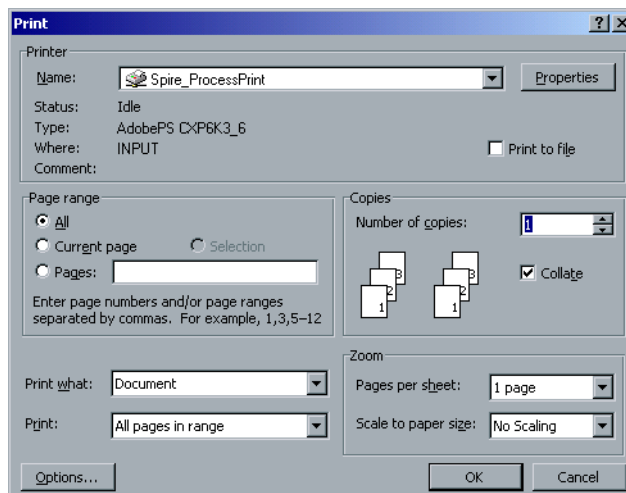 Print
Printer
Name: Spire_ProcessPrint Properties
Status: Idle
Type: AdobePS CXP6K3_6
Where: INPUT Print to file
Comment:
Page range
All
Current page Selection
Pages:
Enter page numbers and/or page ranges
separated by commas. For example, 1,3,5–12
Copies
Number of copies: 1
3 3
2 2
1 1
Collate
Print what: Document
Print: All pages in range
Zoom
Pages per sheet: 1 page
Scale to paper size: No Scaling
Options... OK Cancel